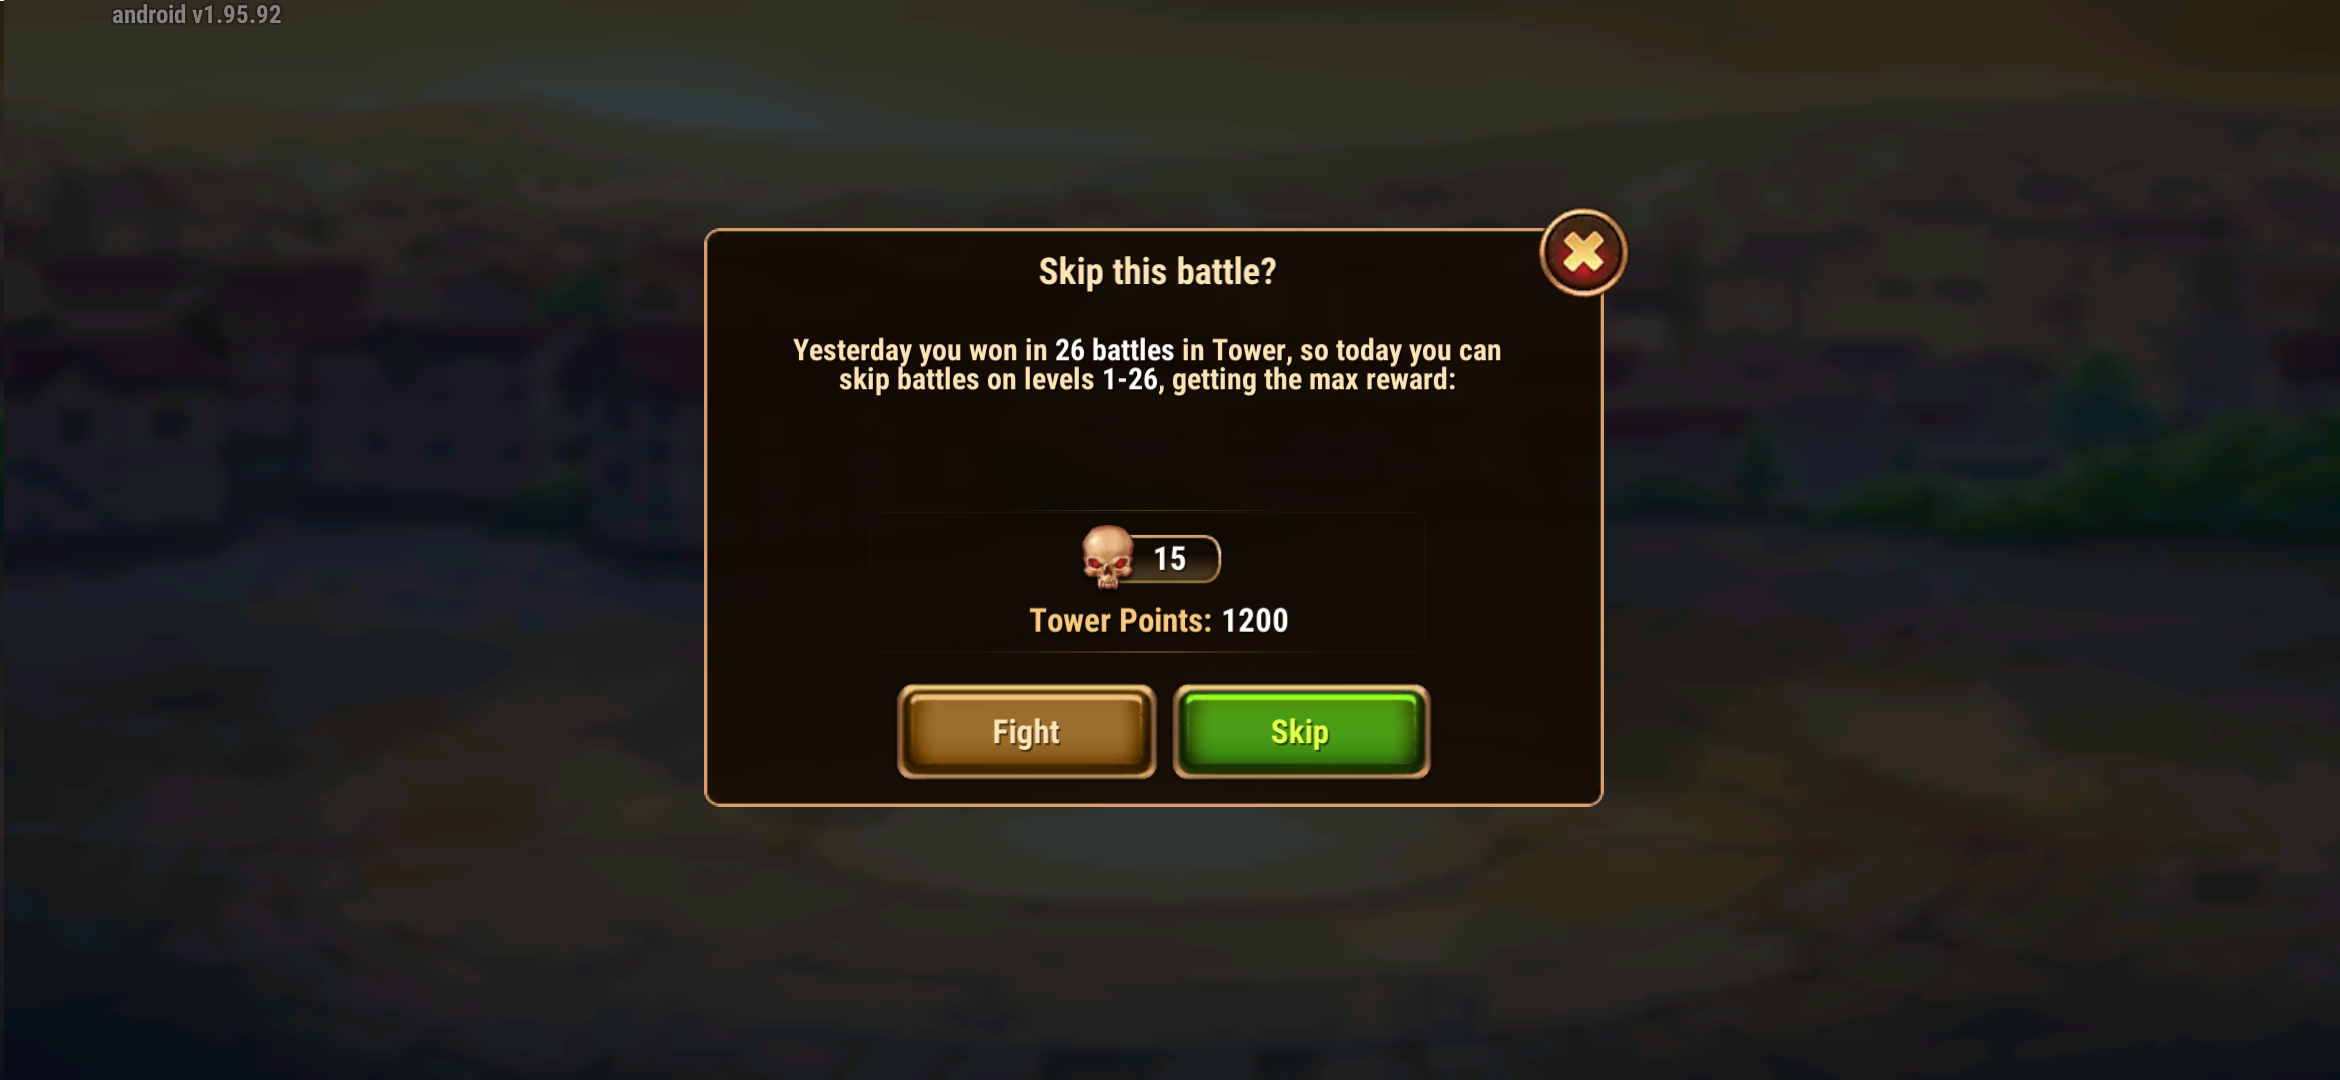 android v1.95.92
Skip this battle?
Yesterday you won in 26 battles in Tower, so today you can
skip battles on levels 1-26, getting the max reward:
15
Tower Points: 1200
Fight
Skip